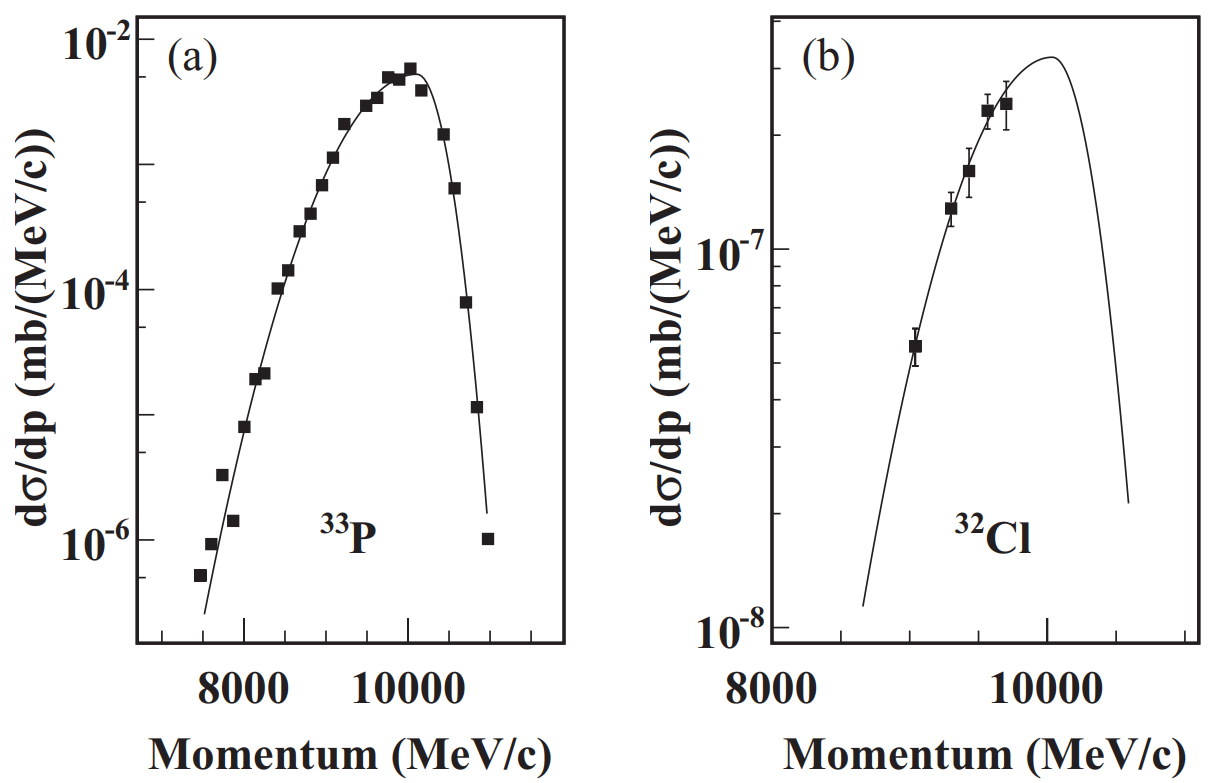 (a)
10⁻²
10⁻⁴
10⁻⁶
dσ/dp (mb/(MeV/c))
³³P
8000 10000
Momentum (MeV/c)
(b)
10⁻⁷
10⁻⁸
dσ/dp (mb/(MeV/c))
³²Cl
8000 10000
Momentum (MeV/c)